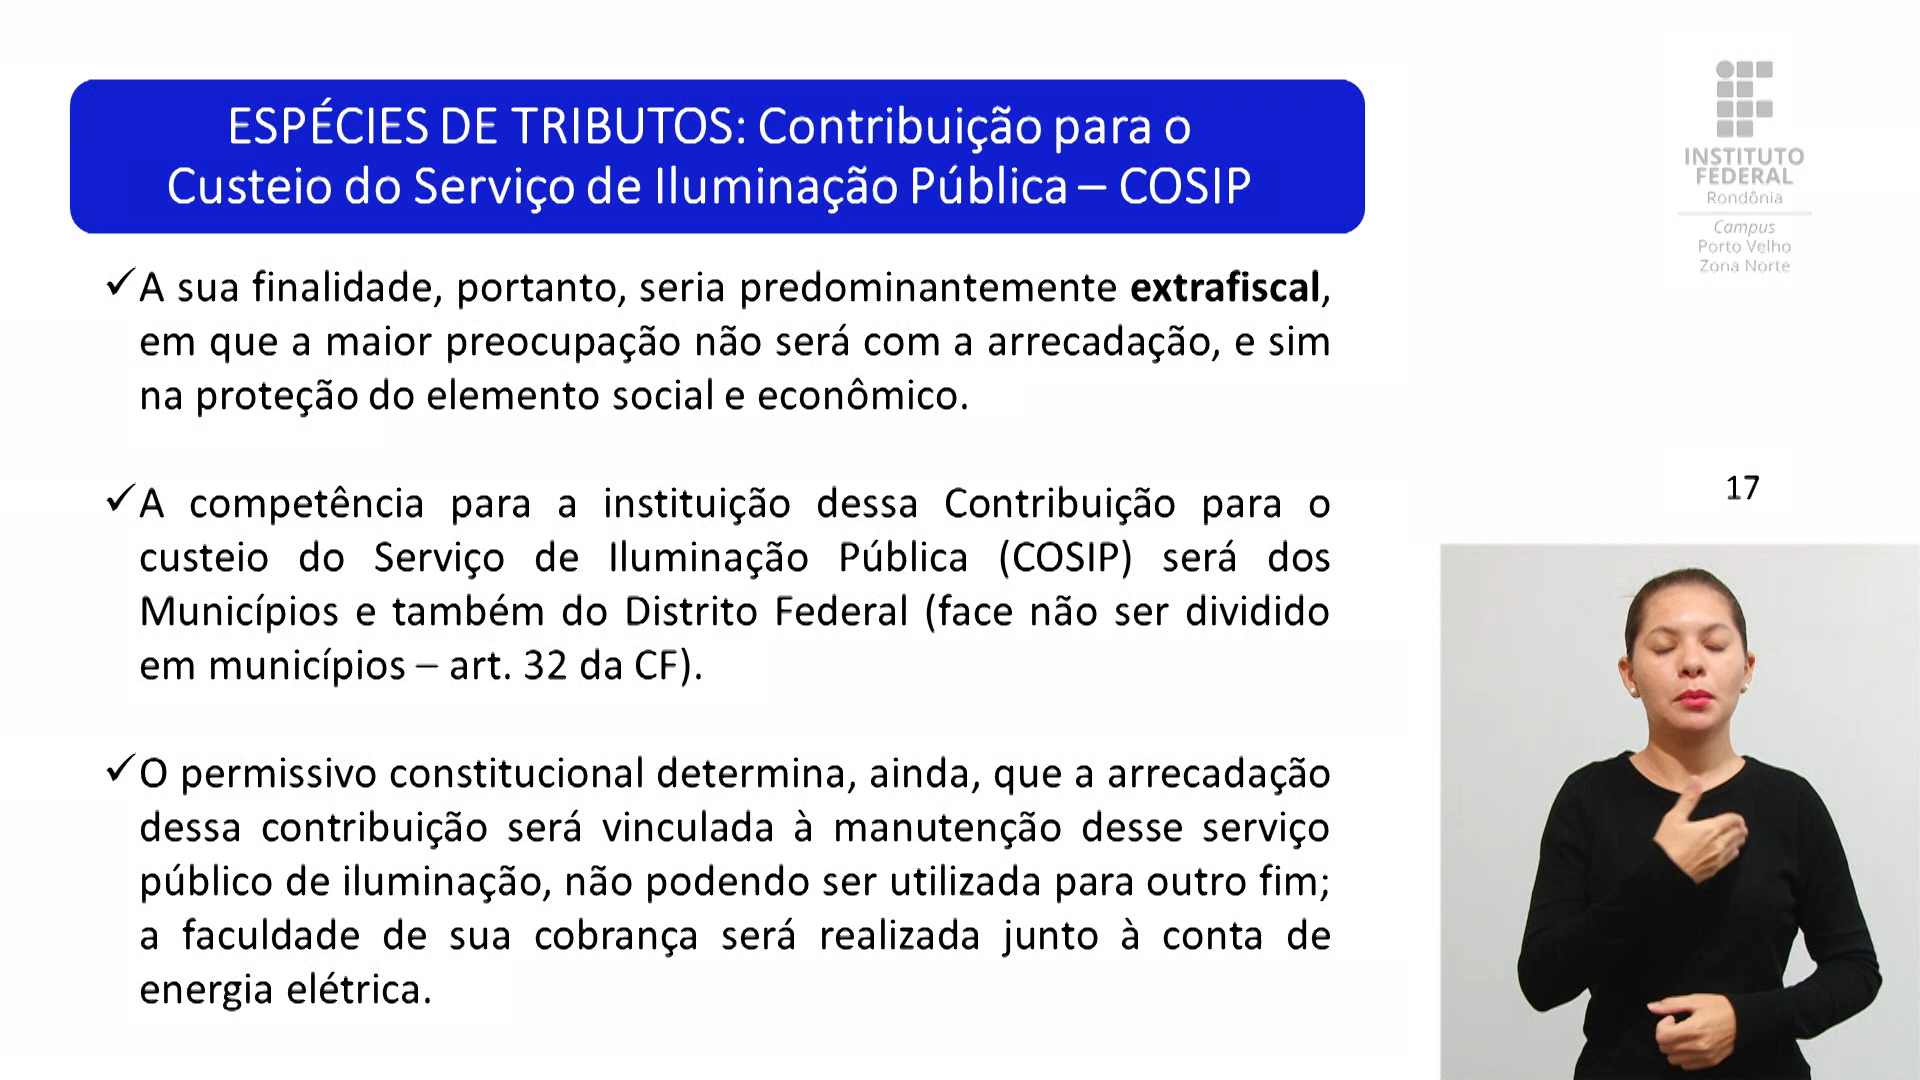 ESPÉCIES DE TRIBUTOS: Contribuição para o
Custeio do Serviço de Iluminação Pública – COSIP
INSTITUTO
FEDERAL
Rondônia
Campus
Porto Velho
Zona Norte
✓A sua finalidade, portanto, seria predominantemente extrafiscal,
em que a maior preocupação não será com a arrecadação, e sim
na proteção do elemento social e econômico.
✓A competência para a instituição dessa Contribuição para o
custeio do Serviço de Iluminação Pública (COSIP) será dos
Municípios e também do Distrito Federal (face não ser dividido
em municípios – art. 32 da CF).
17
✓O permissivo constitucional determina, ainda, que a arrecadação
dessa contribuição será vinculada à manutenção desse serviço
público de iluminação, não podendo ser utilizada para outro fim;
a faculdade de sua cobrança será realizada junto à conta de
energia elétrica.